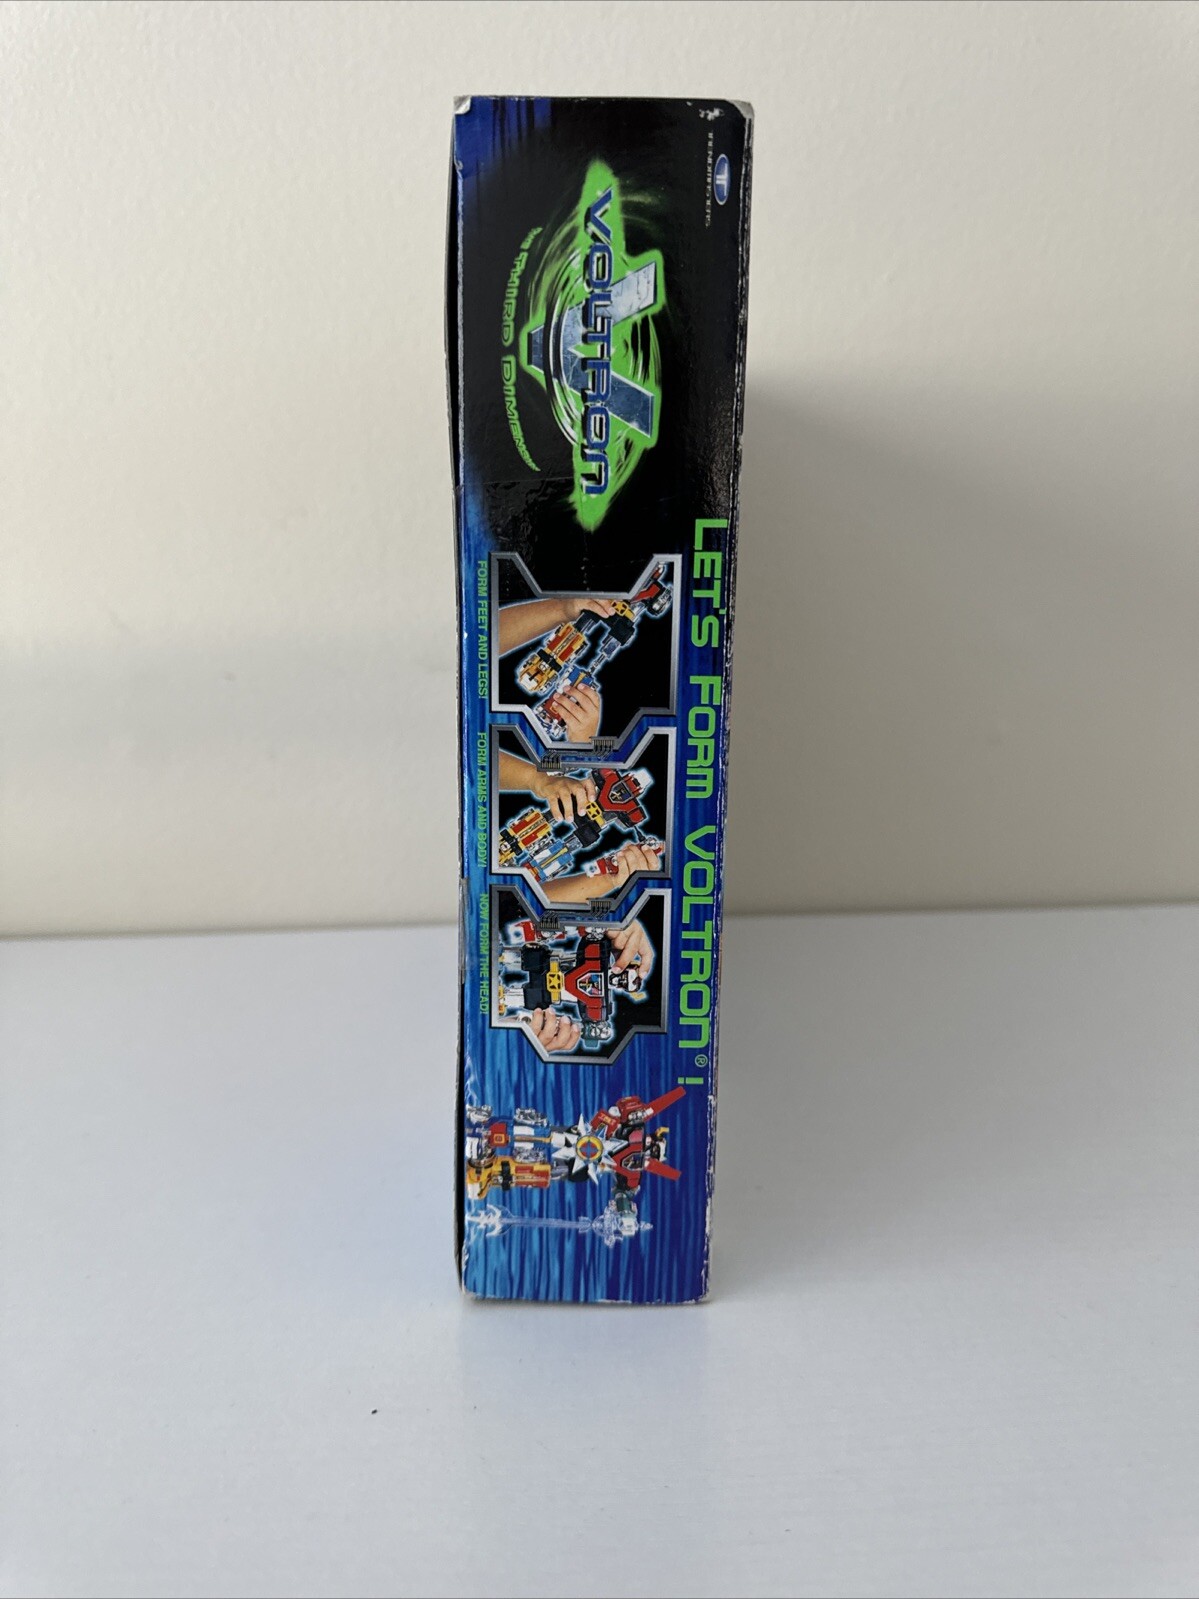 TRENDMASTERS
VOLTRON
THE THIRD DIMENSION
LET'S FORM VOLTRON®!
FORM FEET AND LEGS!
FORM ARMS AND BODY!
NOW FORM THE HEAD!